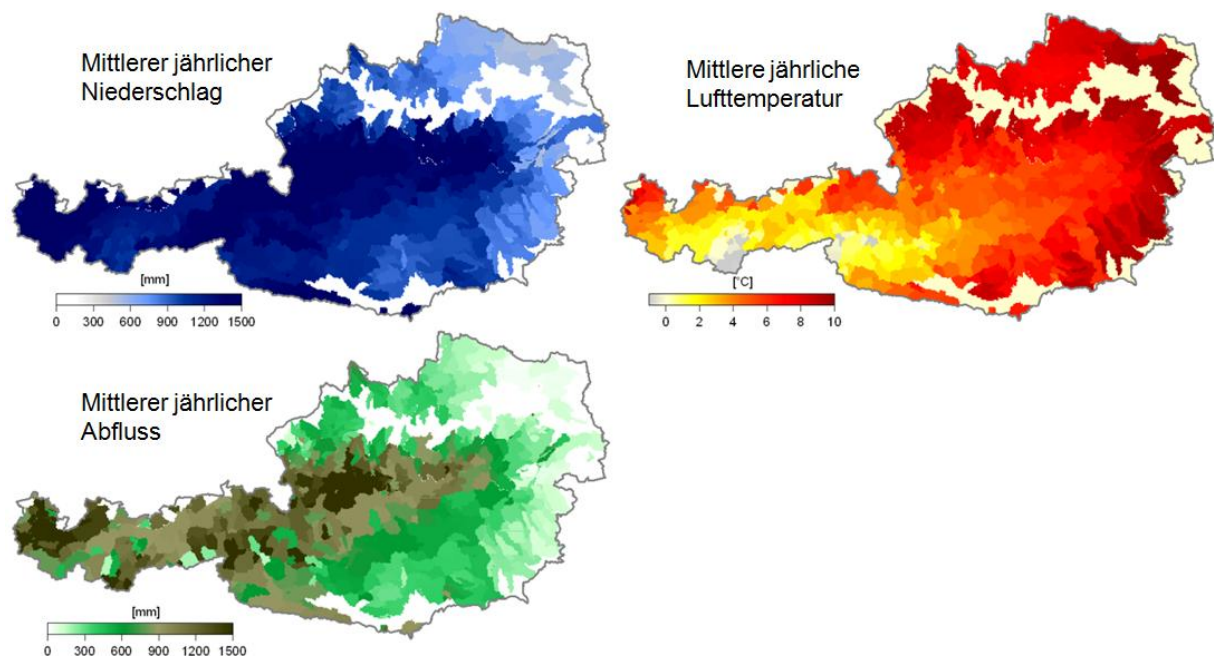 Mittlerer jährlicher
Niederschlag
[mm]
0 300 600 900 1200 1500
Mittlere jährliche
Lufttemperatur
[°C]
0 2 4 6 8 10
Mittlerer jährlicher
Abfluss
[mm]
0 300 600 900 1200 1500